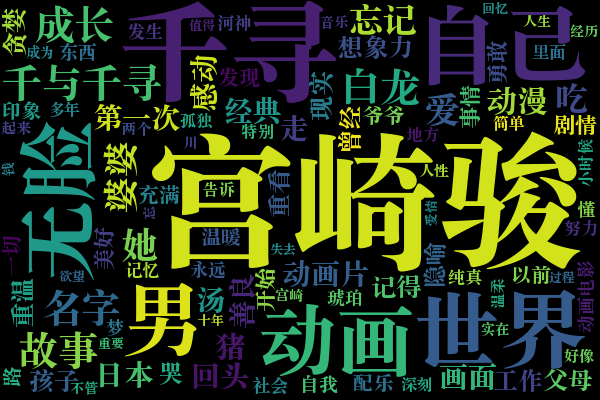 贪婪
成长
发生
值得
河神
音乐
忘记
自己
回忆
人生
经历
成为
东西
千寻
想象力
勇敢
里面
千与千寻
感动
发现
现实
白龙
爱
事情
动漫
吃
印象
多年
第一次
经典
爷爷
起来
两个
孤独
特别
走
曾经
地方
简单
剧情
无脸
婆婆
三
宫崎骏
人性
小时候
钱
充满
告诉
重看
忘
爱情
懂
努力
一切
美好
她
温暖
失去
隐喻
记忆
欲望
永远
开始
动画片
记得
纯真
以前
过程
重温
名字
梦
男
汤
十年
善良
宫崎
琥珀
温柔
动画电影
世界
动画
实在
故事
重要
猪
好像
路
孩子
不管
日本
哭
回头
社会
自我
配乐
深刻
画面
工作
父母